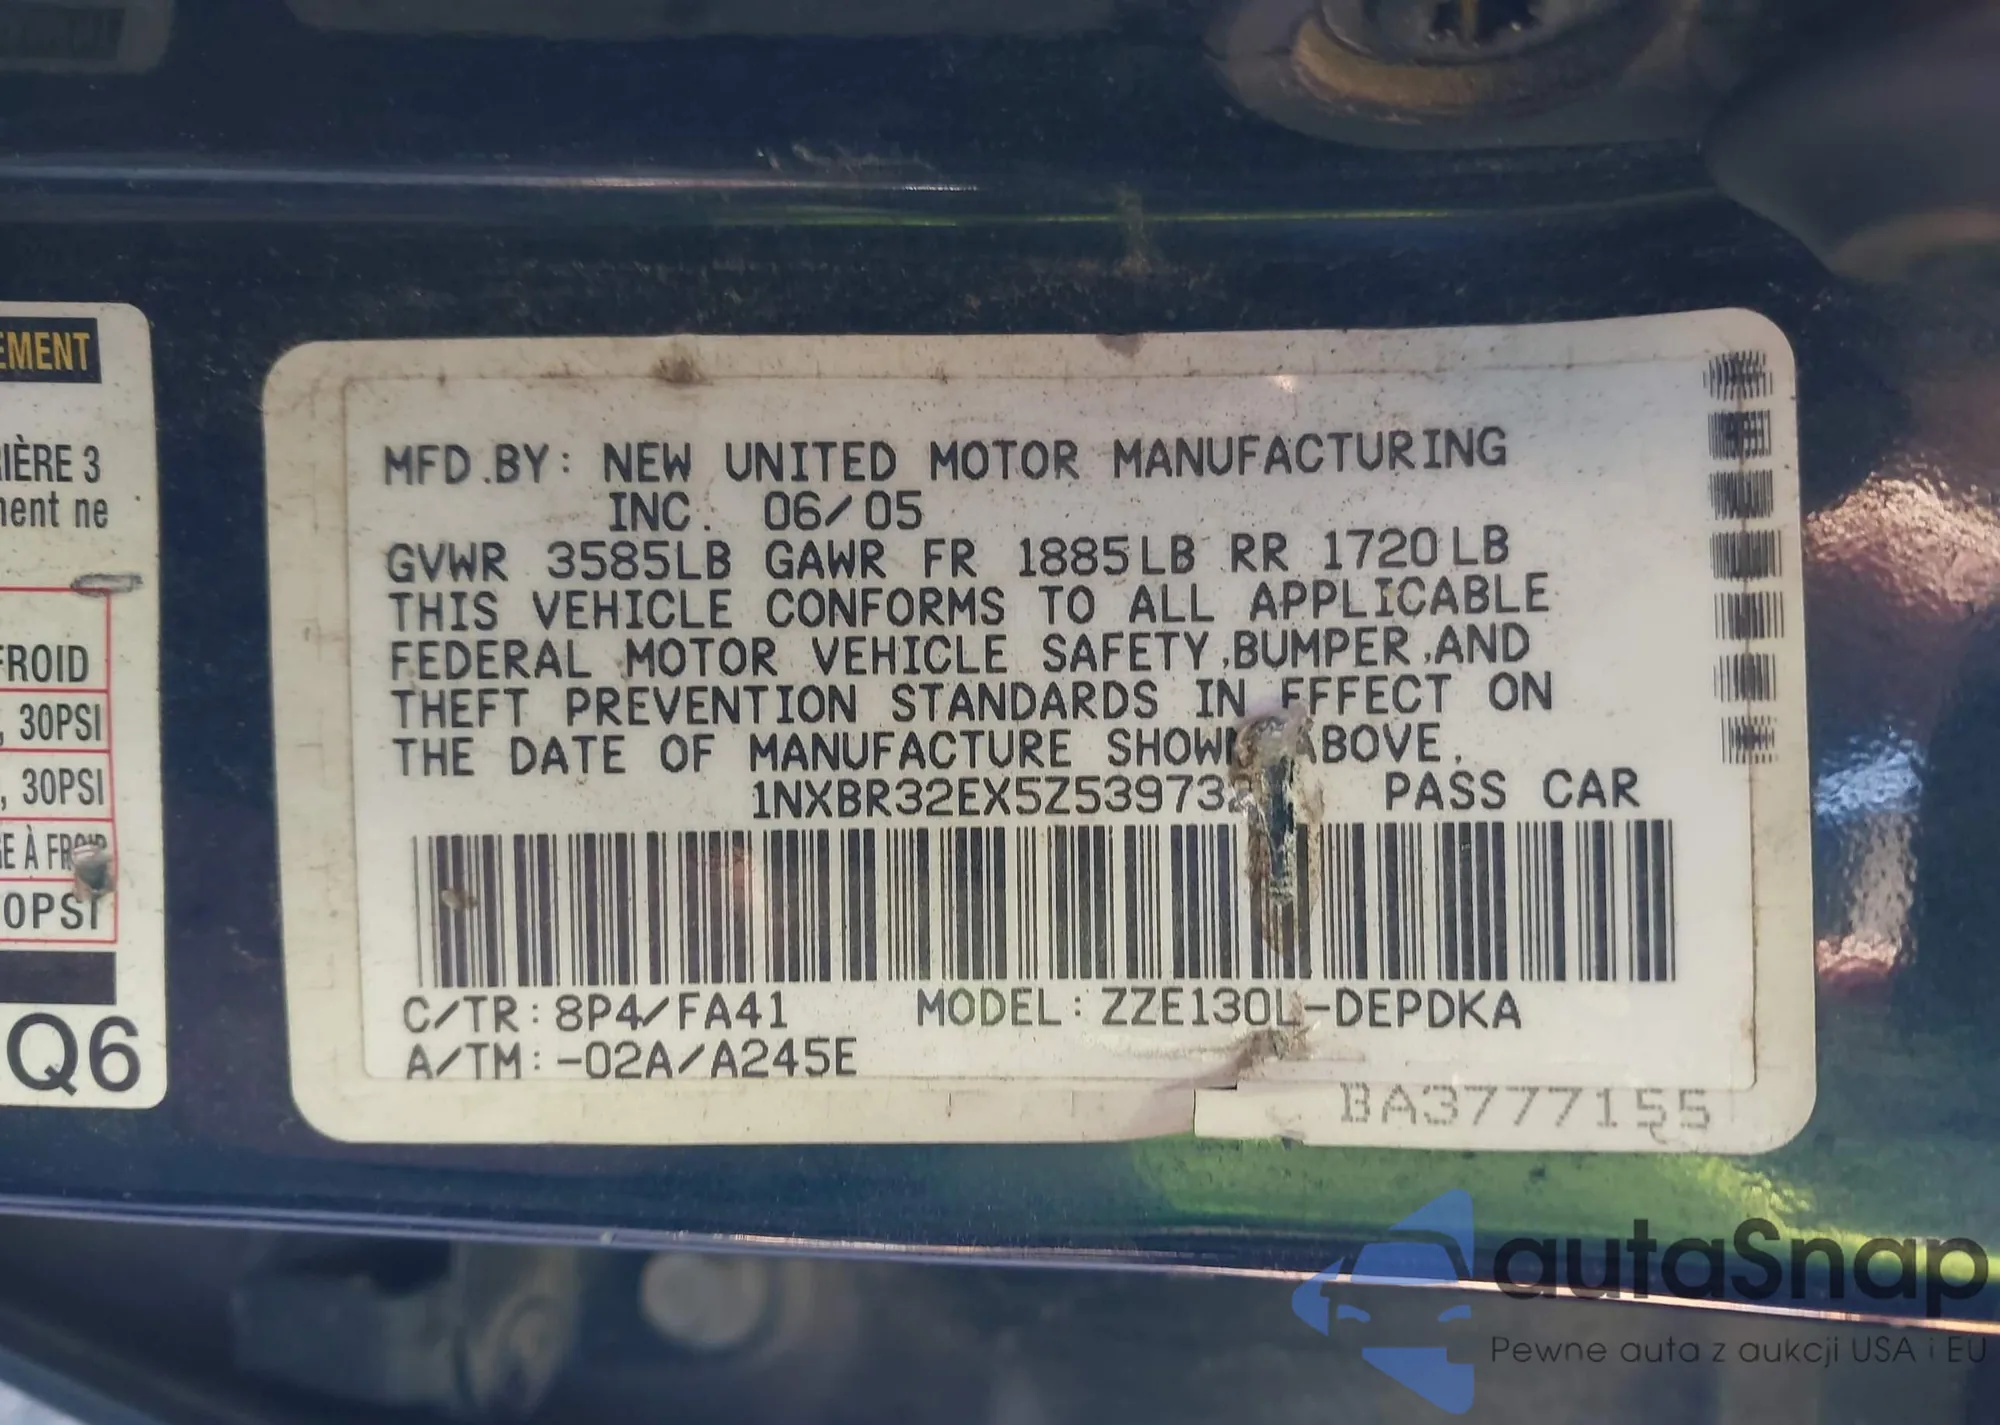 EMENT
IÈRE 3
ment ne
FROID
, 30PSI
, 30PSI
E À FROID
0PSI
Q6
MFD.BY: NEW UNITED MOTOR MANUFACTURING
INC. 06/05
GVWR 3585LB GAWR FR 1885LB RR 1720LB
THIS VEHICLE CONFORMS TO ALL APPLICABLE
FEDERAL MOTOR VEHICLE SAFETY,BUMPER,AND
THEFT PREVENTION STANDARDS IN EFFECT ON
THE DATE OF MANUFACTURE SHOWN ABOVE.
PASS CAR
C/TR:8P4/FA41 MODEL:ZZE130L-DEPDKA
A/TM:-02A/A245E
BA3777155
autaSnap
Pewne auta z aukcji USA i EU